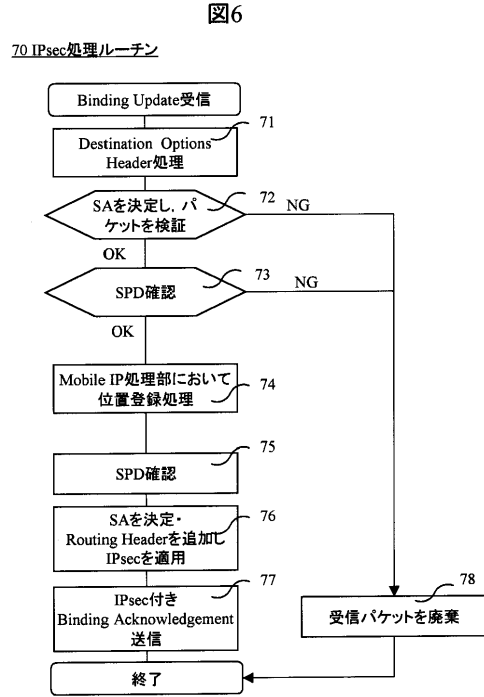 図6
70 IPsec処理ルーチン
Binding Update受信
71
Destination Options
Header処理
72
SAを決定し，パ
ケットを検証
NG
OK
73
SPD確認
NG
OK
Mobile IP処理部において
位置登録処理
74
75
SPD確認
76
SAを決定・
Routing Headerを追加し
IPsecを適用
77
IPsec付き
Binding Acknowledgement
送信
78
受信パケットを廃棄
終了